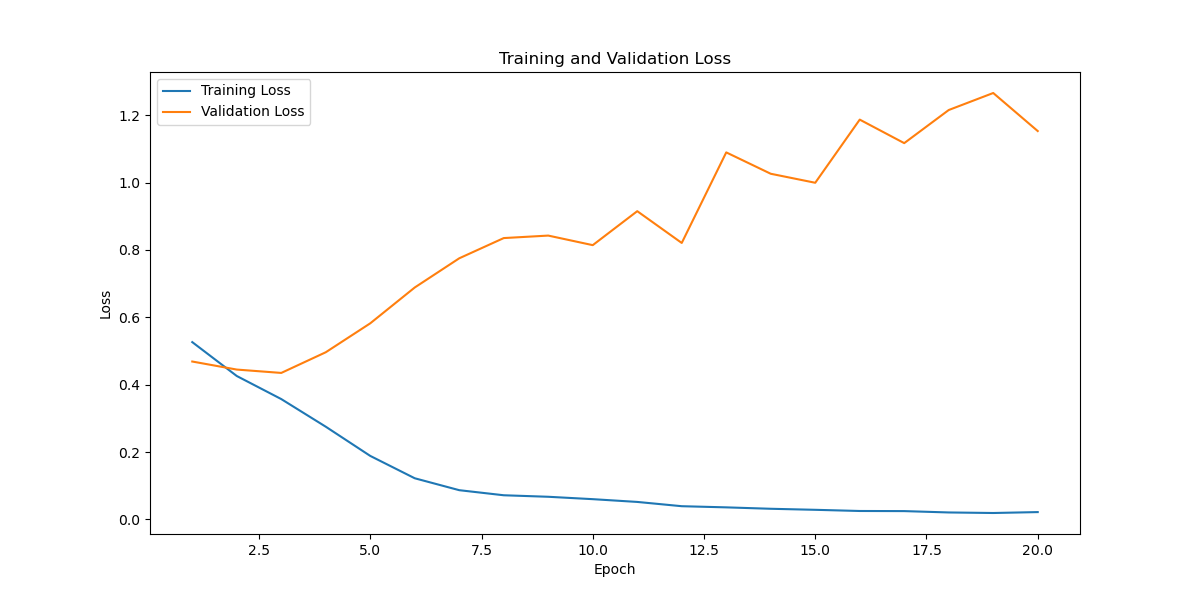 Training and Validation Loss
Training Loss
Validation Loss
1.2
1.0
0.8
0.6
0.4
0.2
0.0
Loss
2.5 5.0 7.5 10.0 12.5 15.0 17.5 20.0
Epoch